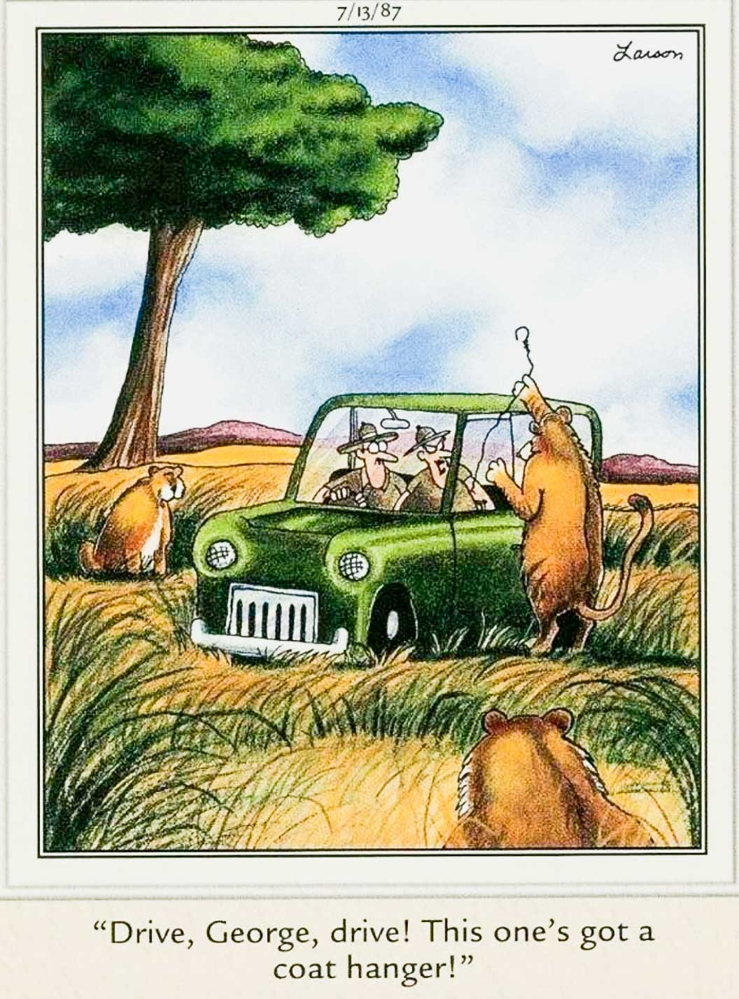 7/13/87
Larson
“Drive, George, drive! This one’s got a
coat hanger!”